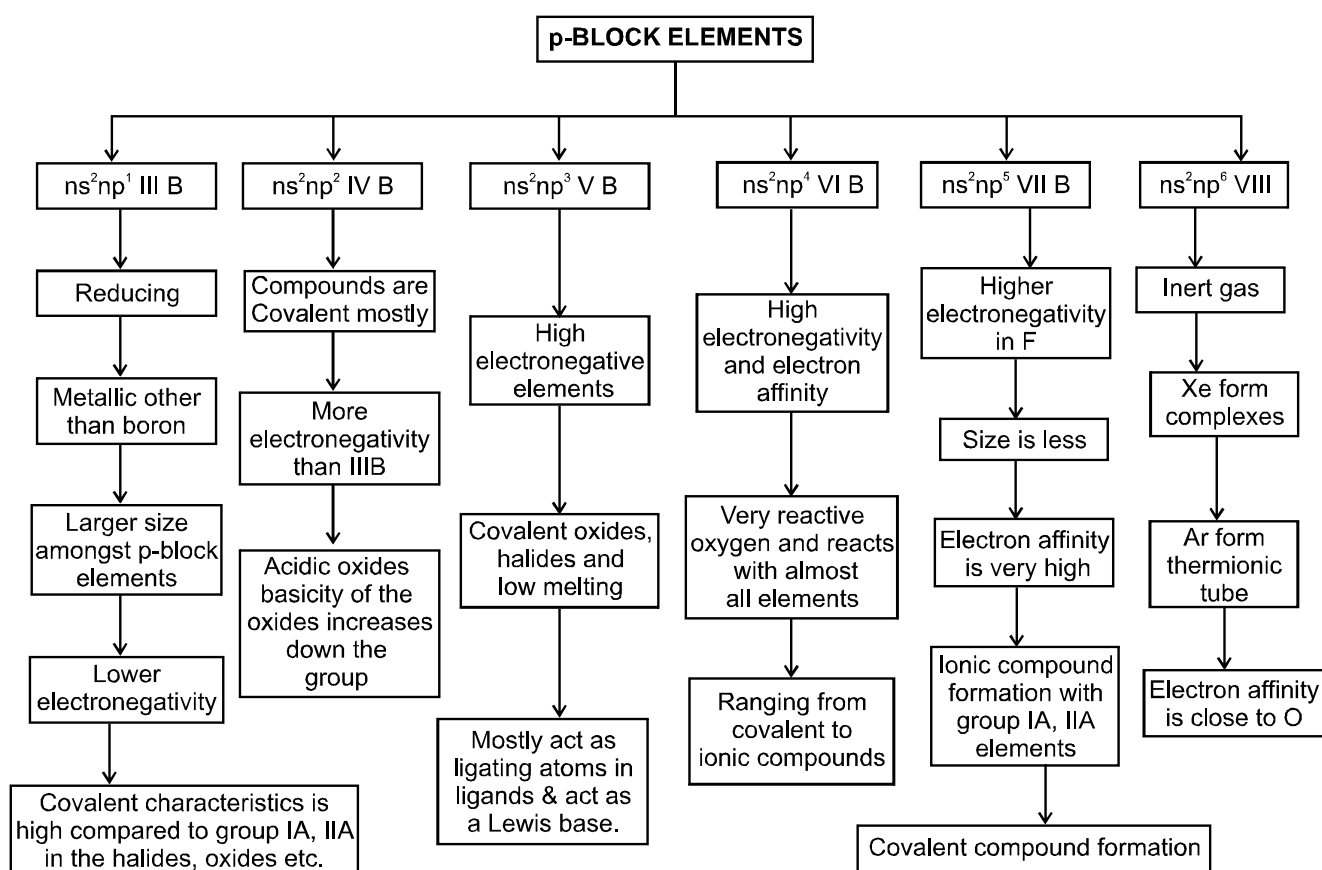 p-BLOCK ELEMENTS
ns²np¹ III B
Reducing
Metallic other
than boron
Larger size
amongst p-block
elements
Lower
electronegativity
Covalent characteristics is
high compared to group IA, IIA
in the halides, oxides etc.
ns²np² IV B
Compounds are
Covalent mostly
More
electronegativity
than IIIB
Acidic oxides
basicity of the
oxides increases
down the
group
ns²np³ V B
High
electronegative
elements
Covalent oxides,
halides and
low melting
Mostly act as
ligating atoms in
ligands & act as
a Lewis base.
ns²np⁴ VI B
High
electronegativity
and electron
affinity
Very reactive
oxygen and reacts
with almost
all elements
Ranging from
covalent to
ionic compounds
ns²np⁵ VII B
Higher
electronegativity
in F
Size is less
Electron affinity
is very high
Ionic compound
formation with
group IA, IIA
elements
Covalent compound formation
ns²np⁶ VIII
Inert gas
Xe form
complexes
Ar form
thermionic
tube
Electron affinity
is close to O